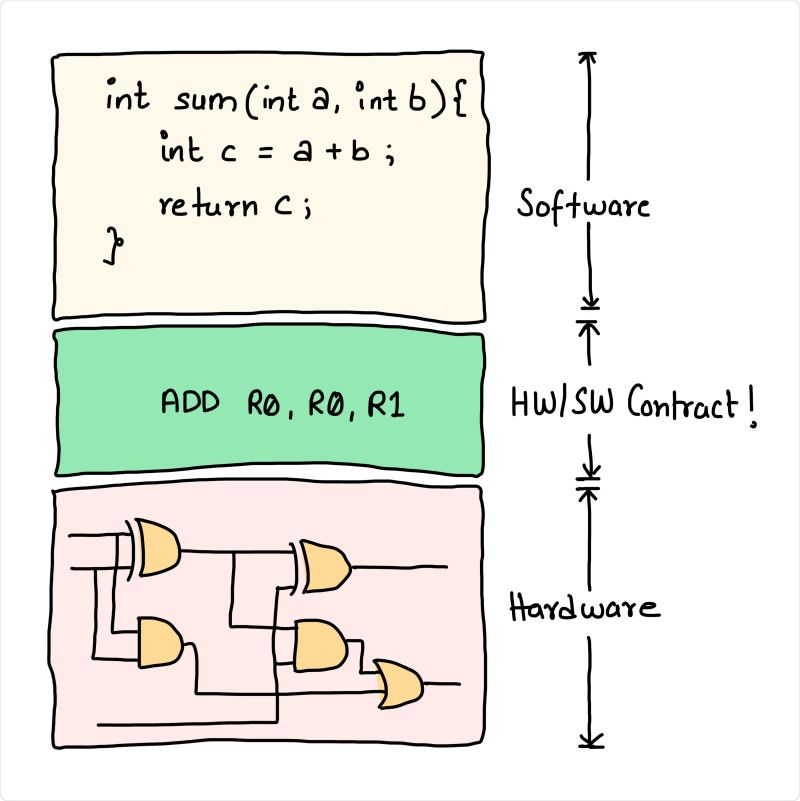 int sum(int a, int b){
int c = a+b ;
return c ;
}
Software
ADD R0, R0, R1
HW/SW Contract!
Hardware